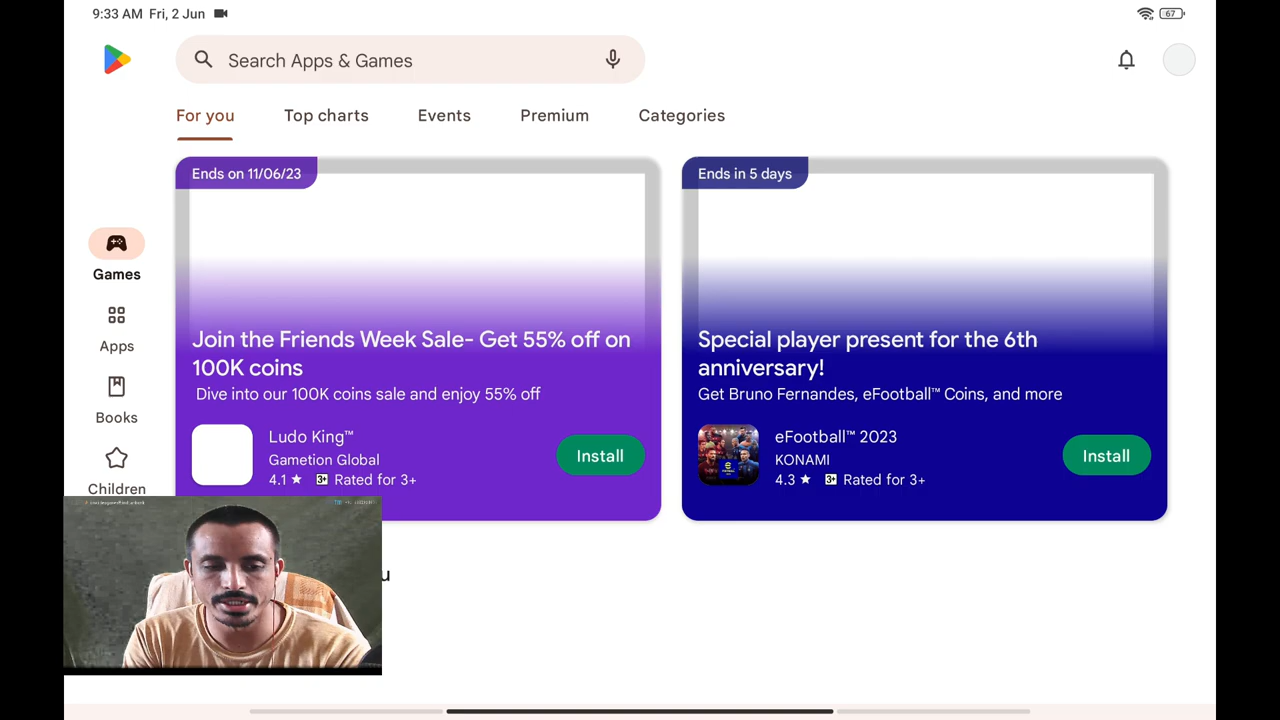 9:33 AM Fri, 2 Jun
67
Search Apps & Games
For you
Top charts
Events
Premium
Categories
Games
Apps
Books
Children
Ends on 11/06/23
Join the Friends Week Sale- Get 55% off on
100K coins
Dive into our 100K coins sale and enjoy 55% off
Ludo King™
Gametion Global
4.1 ★ 3+ Rated for 3+
Install
Ends in 5 days
Special player present for the 6th
anniversary!
Get Bruno Fernandes, eFootball™ Coins, and more
eFootball™ 2023
KONAMI
4.3 ★ 3+ Rated for 3+
Install